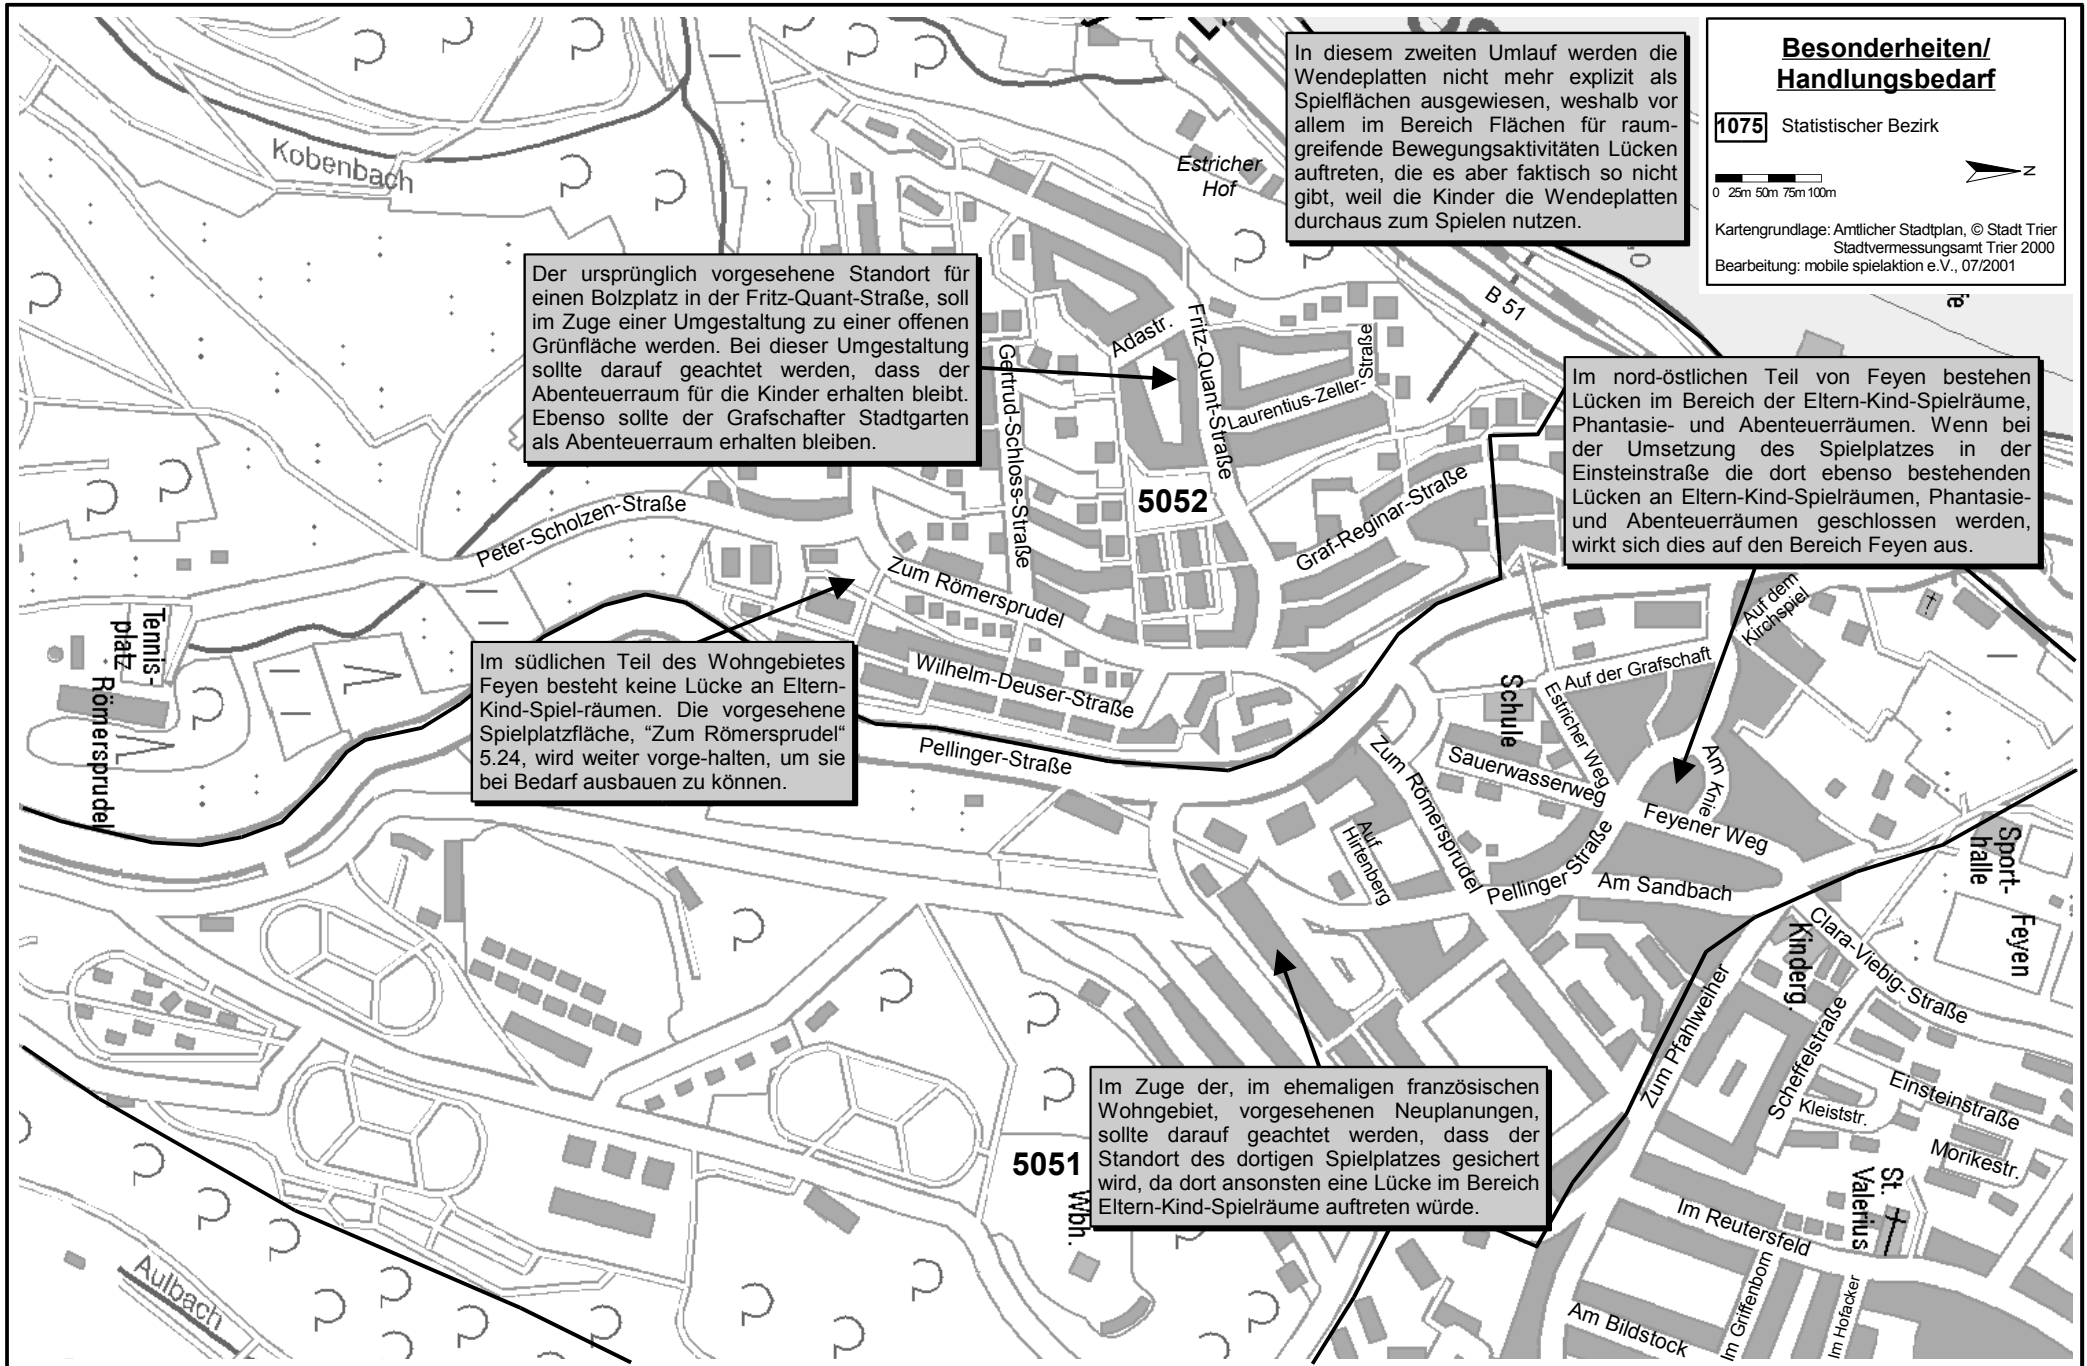 In diesem zweiten Umlauf werden die
Wendeplatten nicht mehr explizit als
Spielflächen ausgewiesen, weshalb vor
allem im Bereich Flächen für raum-
greifende Bewegungsaktivitäten Lücken
auftreten, die es aber faktisch so nicht
gibt, weil die Kinder die Wendeplatten
durchaus zum Spielen nutzen.
Besonderheiten/
Handlungsbedarf
1075 Statistischer Bezirk
N
0 25m 50m 75m 100m
Kartengrundlage: Amtlicher Stadtplan, © Stadt Trier
Stadtvermessungsamt Trier 2000
Bearbeitung: mobile spielaktion e.V., 07/2001
Kobenbach
Estricher
Hof
B 51
Der ursprünglich vorgesehene Standort für
einen Bolzplatz in der Fritz-Quant-Straße, soll
im Zuge einer Umgestaltung zu einer offenen
Grünfläche werden. Bei dieser Umgestaltung
sollte darauf geachtet werden, dass der
Abenteuerraum für die Kinder erhalten bleibt.
Ebenso sollte der Grafschafter Stadtgarten
als Abenteuerraum erhalten bleiben.
Adastr.
Fritz-Quant-Straße
Gertrud-Schloss-Straße
Laurentius-Zeller-Straße
Im nord-östlichen Teil von Feyen bestehen
Lücken im Bereich der Eltern-Kind-Spielräume,
Phantasie- und Abenteuerräumen. Wenn bei
der Umsetzung des Spielplatzes in der
Einsteinstraße die dort ebenso bestehenden
Lücken an Eltern-Kind-Spielräumen, Phantasie-
und Abenteuerräumen geschlossen werden,
wirkt sich dies auf den Bereich Feyen aus.
5052
Graf-Reginar-Straße
Peter-Scholzen-Straße
Zum Römersprudel
Auf dem
Kirchspiel
Tennis-
platz
Römersprudel
Im südlichen Teil des Wohngebietes
Feyen besteht keine Lücke an Eltern-
Kind-Spiel-räumen. Die vorgesehene
Spielplatzfläche, “Zum Römersprudel“
5.24, wird weiter vorge-halten, um sie
bei Bedarf ausbauen zu können.
Wilhelm-Deuser-Straße
Pellinger-Straße
Auf der Grafschaft
Schule
Estricher Weg
Sauerwasserweg
Zum Römersprudel
Am Knie
Feyener Weg
Auf
Hirtenberg
Pellinger Straße
Am Sandbach
Sport-
halle
Feyen
Kinderg.
Clara-Viebig-Straße
Zum Pfahlweiher
Scheffelstraße
Einsteinstraße
Kleiststr.
Morikestr.
Im Zuge der, im ehemaligen französischen
Wohngebiet, vorgesehenen Neuplanungen,
sollte darauf geachtet werden, dass der
Standort des dortigen Spielplatzes gesichert
wird, da dort ansonsten eine Lücke im Bereich
Eltern-Kind-Spielräume auftreten würde.
5051
Wbh.
St.
Valerius
Im Reutersfeld
Im Griffenborn
Im Hofacker
Am Bildstock
Aulbach